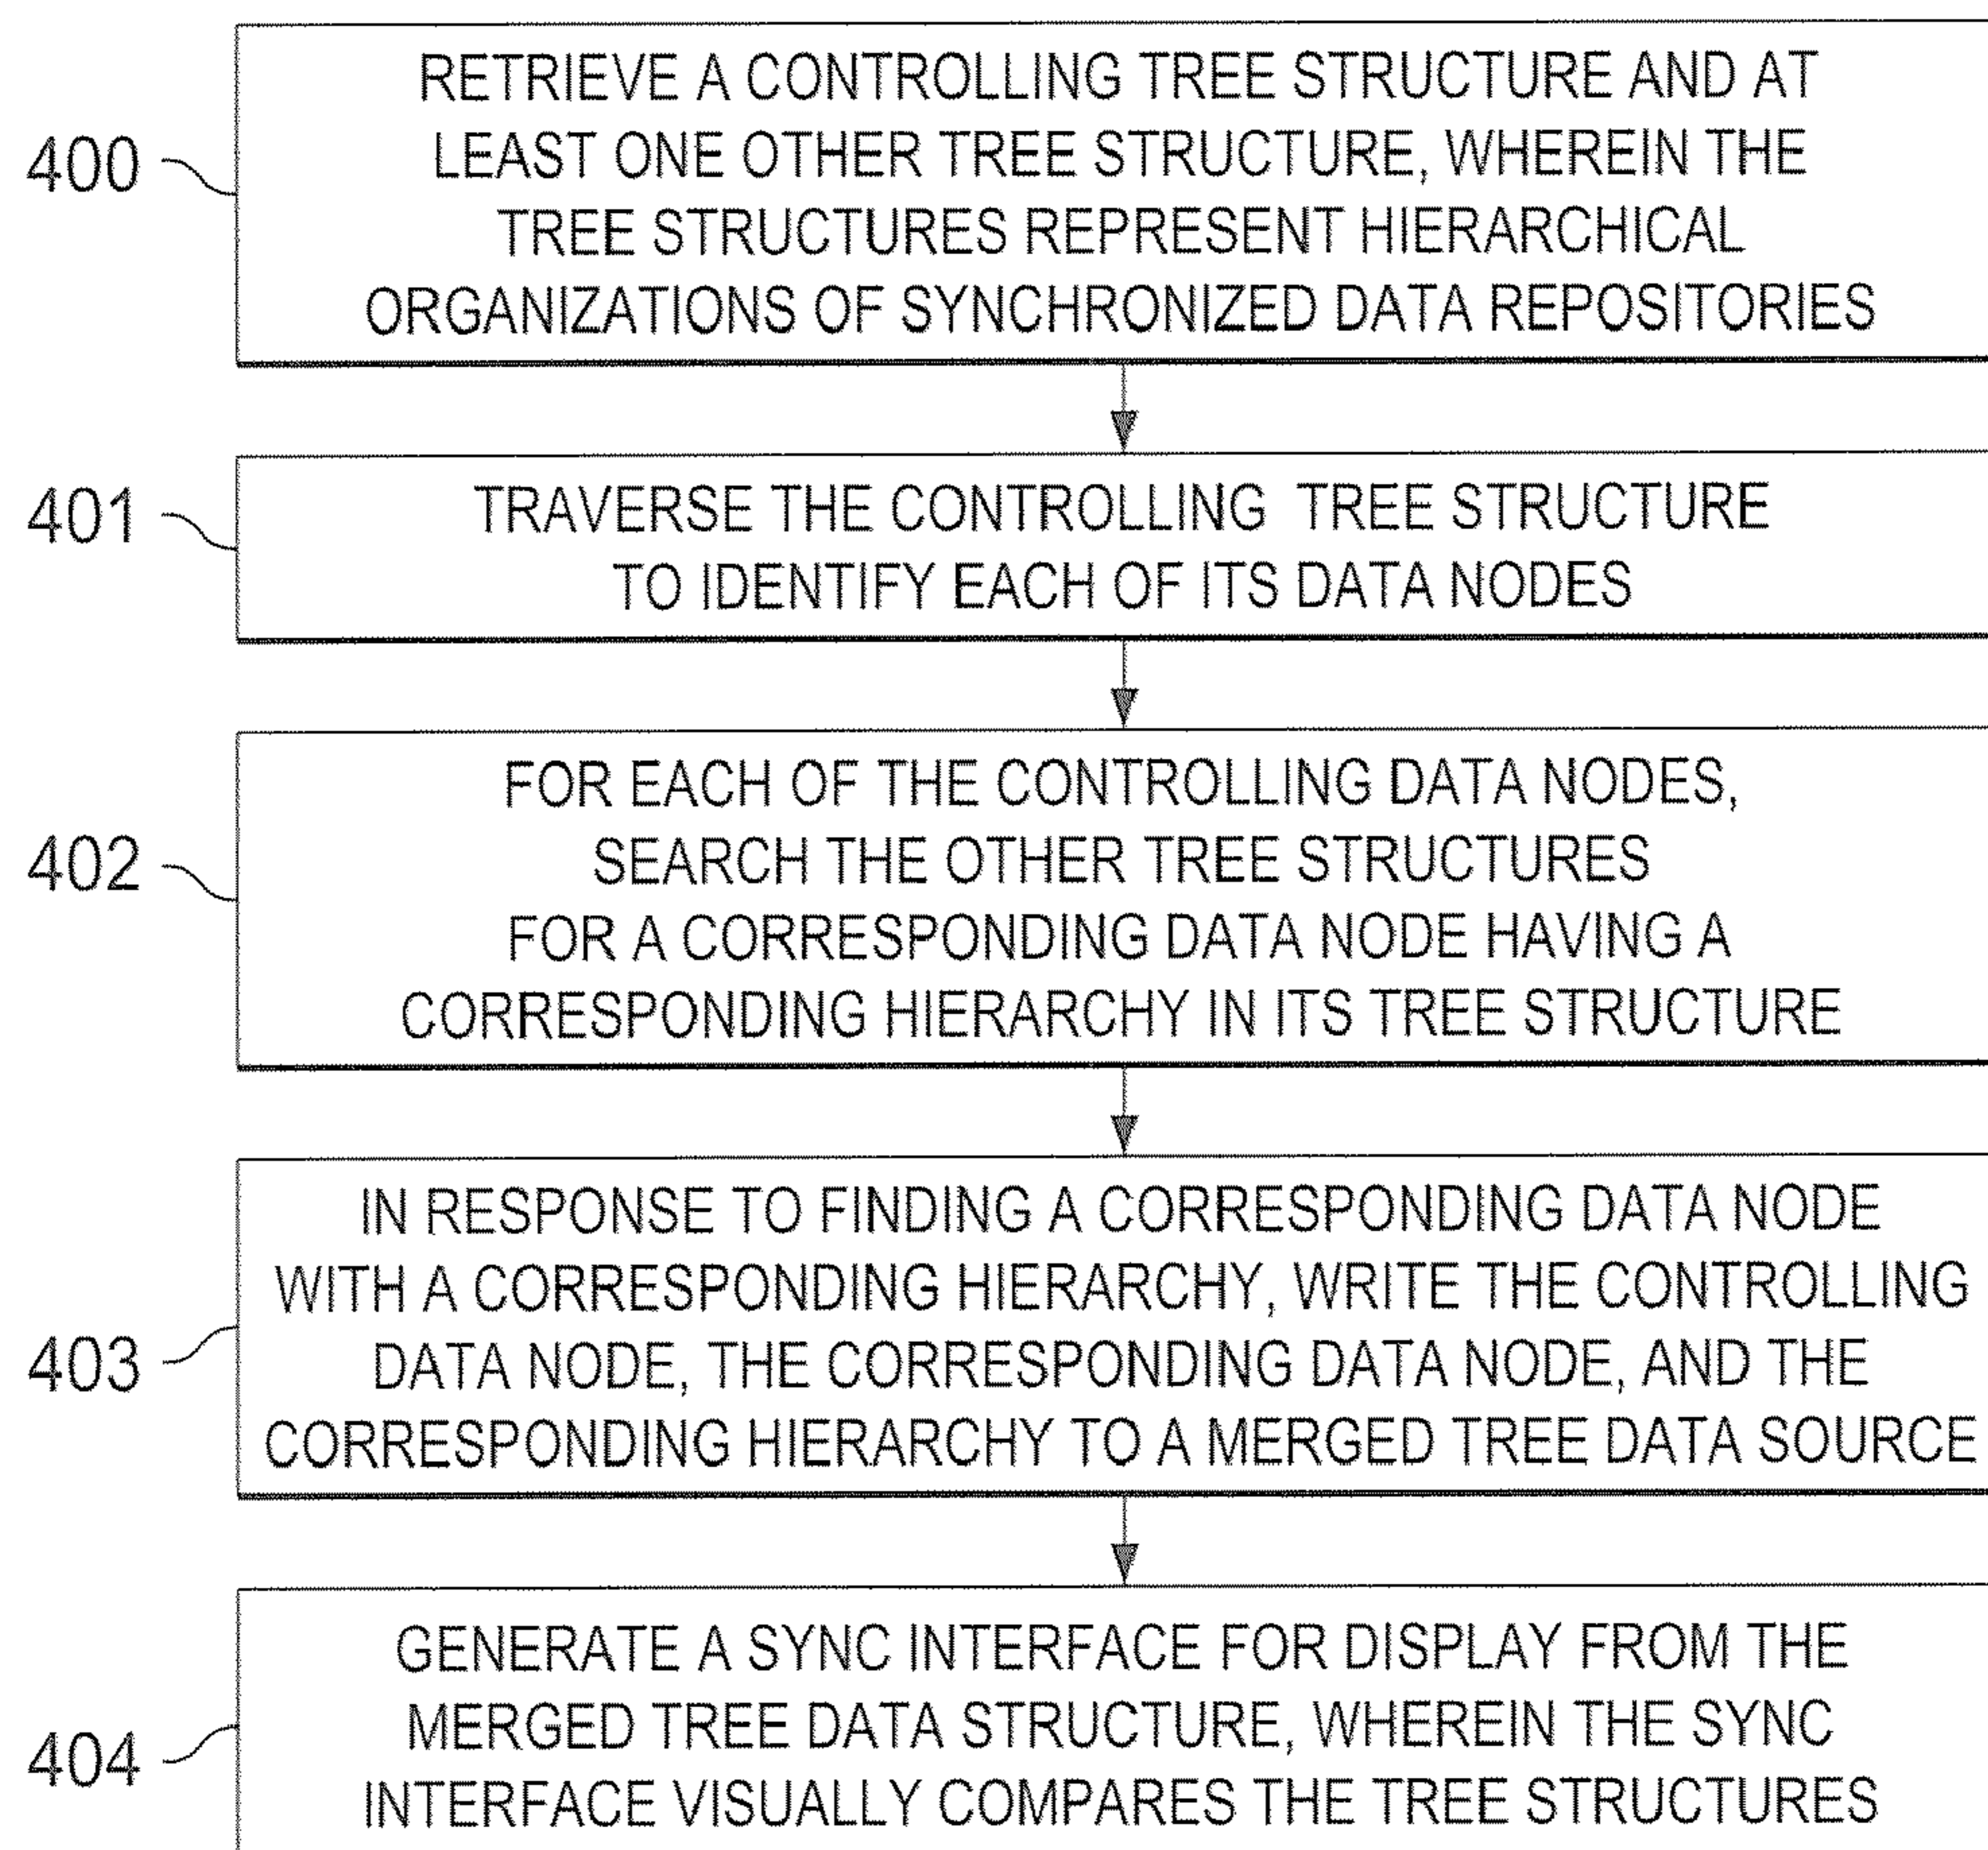 400
RETRIEVE A CONTROLLING TREE STRUCTURE AND AT
LEAST ONE OTHER TREE STRUCTURE, WHEREIN THE
TREE STRUCTURES REPRESENT HIERARCHICAL
ORGANIZATIONS OF SYNCHRONIZED DATA REPOSITORIES
401
TRAVERSE THE CONTROLLING TREE STRUCTURE
TO IDENTIFY EACH OF ITS DATA NODES
402
FOR EACH OF THE CONTROLLING DATA NODES,
SEARCH THE OTHER TREE STRUCTURES
FOR A CORRESPONDING DATA NODE HAVING A
CORRESPONDING HIERARCHY IN ITS TREE STRUCTURE
403
IN RESPONSE TO FINDING A CORRESPONDING DATA NODE
WITH A CORRESPONDING HIERARCHY, WRITE THE CONTROLLING
DATA NODE, THE CORRESPONDING DATA NODE, AND THE
CORRESPONDING HIERARCHY TO A MERGED TREE DATA SOURCE
404
GENERATE A SYNC INTERFACE FOR DISPLAY FROM THE
MERGED TREE DATA STRUCTURE, WHEREIN THE SYNC
INTERFACE VISUALLY COMPARES THE TREE STRUCTURES